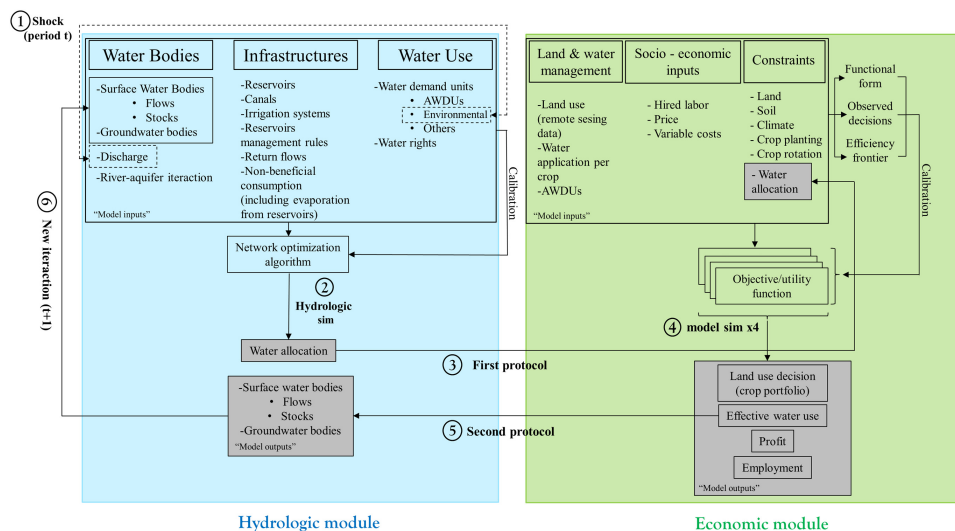 1 Shock
(period t)
Water Bodies
-Surface Water Bodies
• Flows
• Stocks
-Groundwater bodies
-Discharge
-River-aquifer iteraction
"Model inputs"
Infrastructures
-Reservoirs
-Canals
-Irrigation systems
-Reservoirs
management rules
-Return flows
-Non-beneficial
consumption
(including evaporation
from reservoirs)
Water Use
-Water demand units
• AWDUs
• Environmental
• Others
-Water rights
Calibration
Network optimization
algorithm
2
Hydrologic
sim
Water allocation
3 First protocol
-Surface water bodies
• Flows
• Stocks
-Groundwater bodies
"Model outputs"
6 New iteraction (t+1)
Hydrologic module
Land & water
management
-Land use
(remote sesing
data)
-Water
application per
crop
-AWDUs
"Model inputs"
Socio - economic
inputs
- Hired labor
- Price
- Variable costs
Constraints
- Land
- Soil
- Climate
- Crop planting
- Crop rotation
- Water
allocation
Functional
form
Observed
decisions
Efficiency
frontier
Calibration
Objective/utility
function
4 model sim x4
Land use decision
(crop portfolio)
Effective water use
Profit
Employment
"Model outputs"
5 Second protocol
Economic module